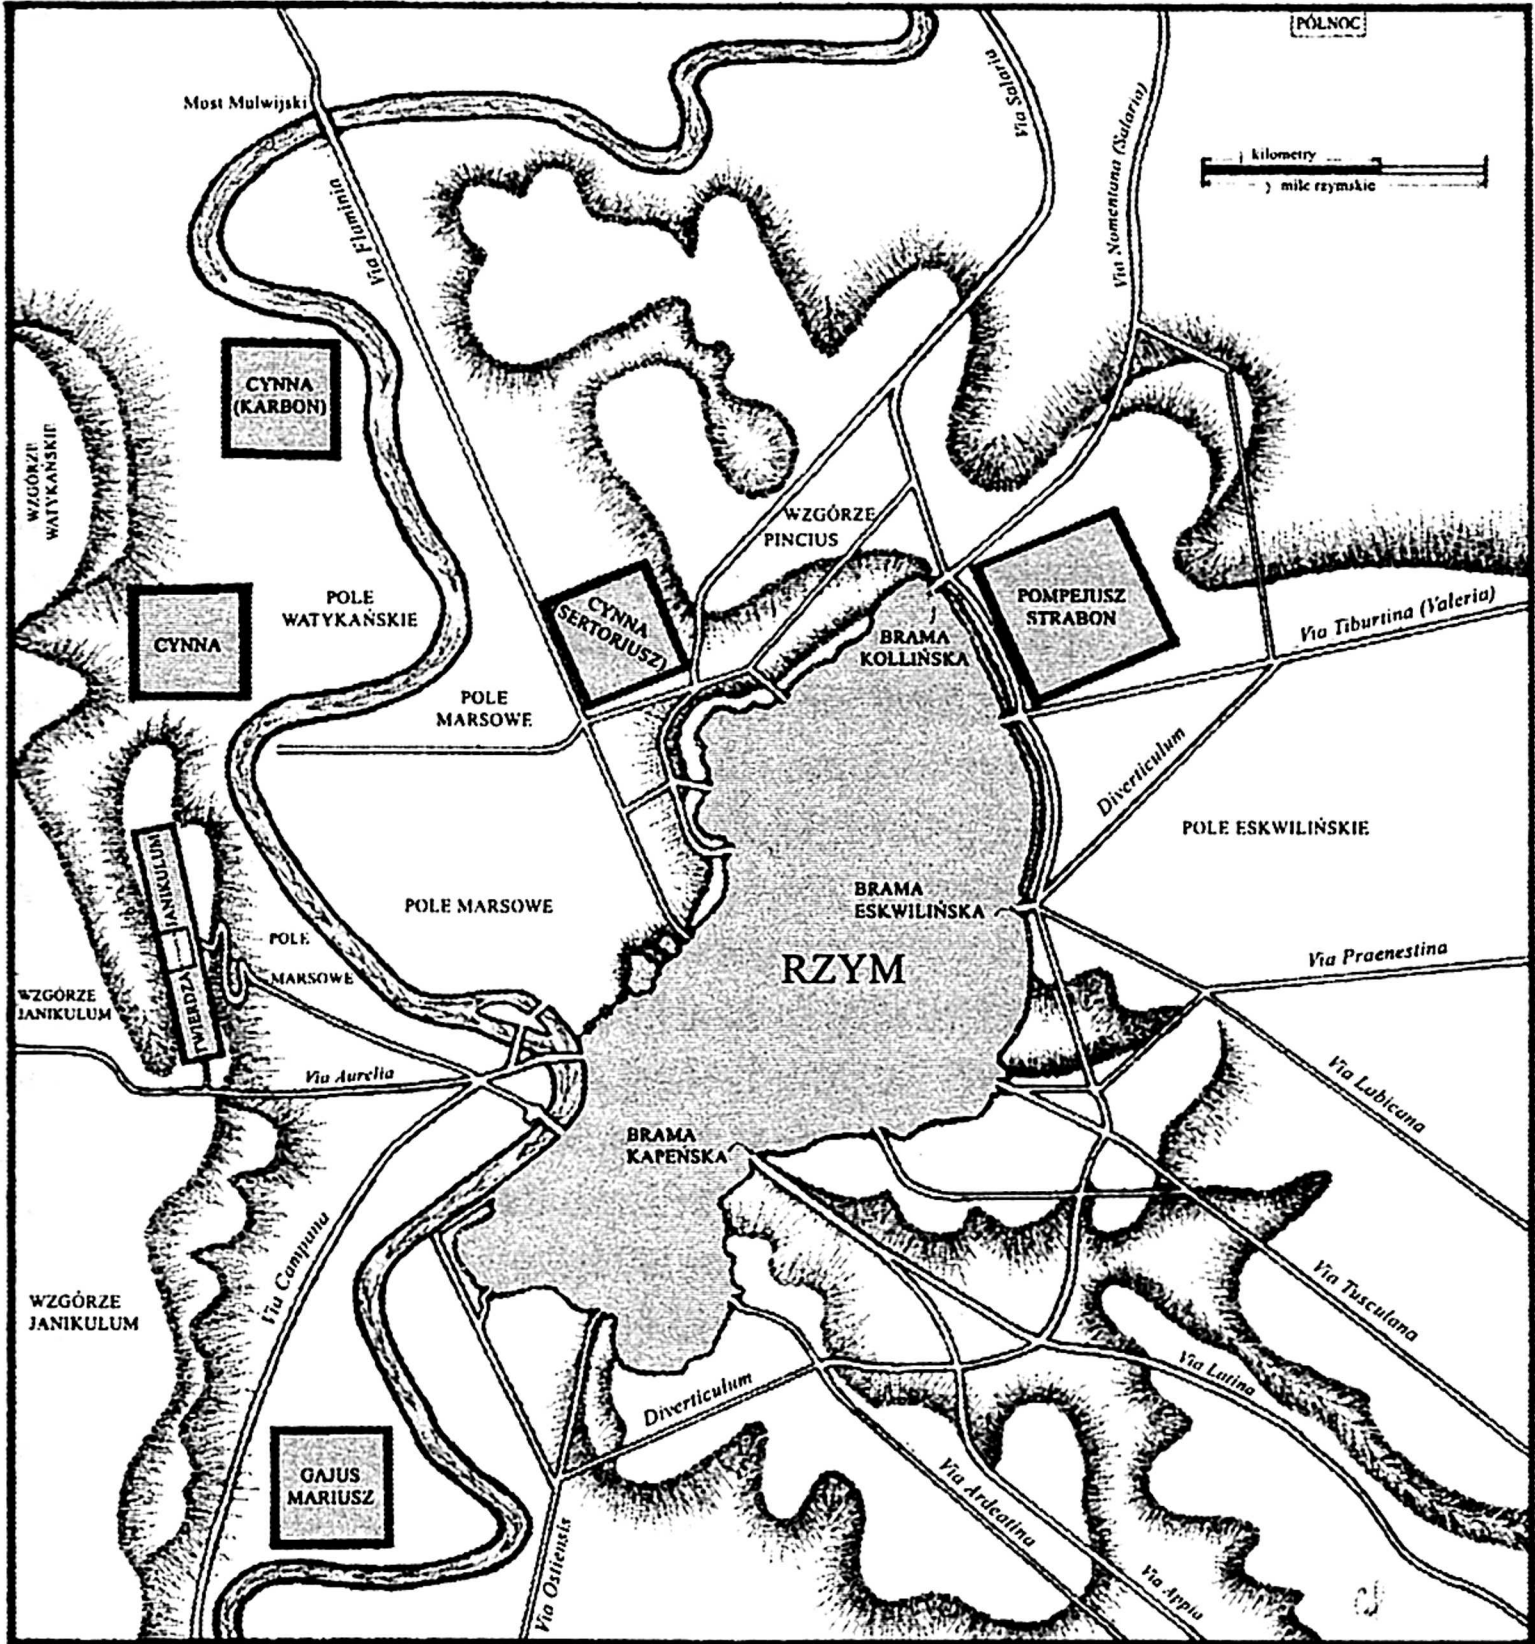 PÓŁNOC
Most Mulwijski
Via Salaria
Via Nomentana (Salaria)
kilometry
mile rzymskie
Via Flaminia
CYNNA
(KARBON)
WZGÓRZE
WATYKAŃSKIE
WZGÓRZE
PINCIUS
POLE
WATYKAŃSKIE
CYNNA
SERTORJUSZ)
POMPEJUSZ
STRABON
CYNNA
BRAMA
KOLLIŃSKA
Via Tiburtina (Valeria)
POLE
MARSOWE
Diverticulum
POLE ESKWILIŃSKIE
JANIKULUM
TWIERDZA
POLE MARSOWE
BRAMA
ESKWILIŃSKA
POLE
MARSOWE
RZYM
Via Praenestina
WZGÓRZE
JANIKULUM
Via Aurelia
Via Labicana
BRAMA
KAPEŃSKA
Via Campana
WZGÓRZE
JANIKULUM
Via Tusculana
Via Latina
Diverticulum
GAJUS
MARIUSZ
Via Ardeatina
Via Ostiensis
Via Appia